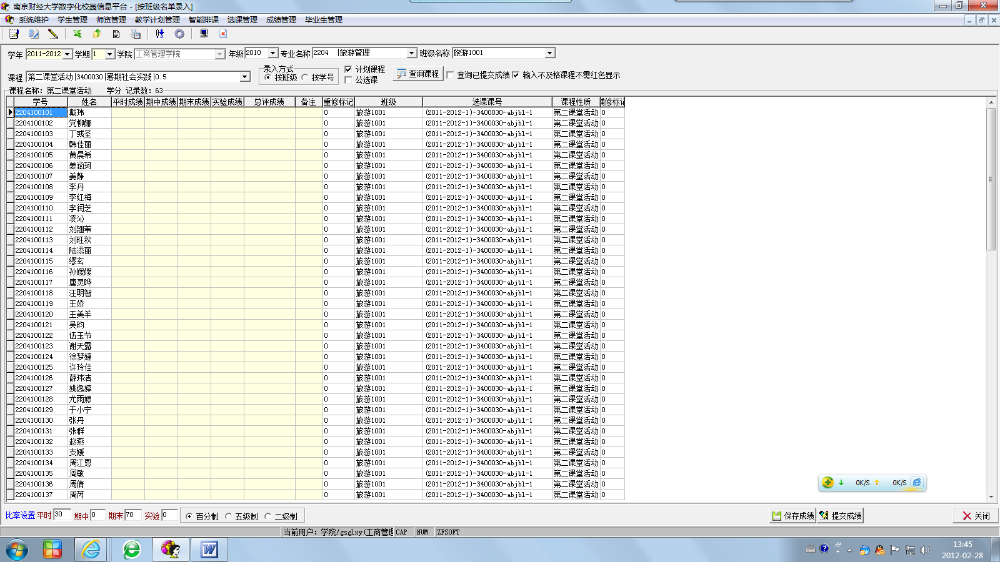 南京财经大学数字化校园信息平台 - [按班级名单录入]
系统维护 学生管理 师资管理 教学计划管理 智能排课 选课管理 成绩管理 毕业生管理
学年 2011-2012 学期 1 学院 工商管理学院 年级 2010 专业名称 2204 |旅游管理 班级名称 旅游1001
课程 第二课堂活动|3400030|暑期社会实践|0.5 录入方式 按班级 按学号 计划课程 公选课 查询课程 查询已提交成绩 输入不及格课程不需红色显示
课程名称: 第二课堂活动 学分 记录数: 63
学号 姓名 平时成绩 期中成绩 期末成绩 实验成绩 总评成绩 备注 重修标记 班级 选课课号 课程性质 修标记
2204100101 戴玮 0 旅游1001 (2011-2012-1)-3400030-abjbl-1 第二课堂活动 0
2204100102 党柳娜 0 旅游1001 (2011-2012-1)-3400030-abjbl-1 第二课堂活动 0
2204100103 丁彧圣 0 旅游1001 (2011-2012-1)-3400030-abjbl-1 第二课堂活动 0
2204100104 韩佳丽 0 旅游1001 (2011-2012-1)-3400030-abjbl-1 第二课堂活动 0
2204100105 黄晨希 0 旅游1001 (2011-2012-1)-3400030-abjbl-1 第二课堂活动 0
2204100106 姜涵珂 0 旅游1001 (2011-2012-1)-3400030-abjbl-1 第二课堂活动 0
2204100107 姜静 0 旅游1001 (2011-2012-1)-3400030-abjbl-1 第二课堂活动 0
2204100108 李丹 0 旅游1001 (2011-2012-1)-3400030-abjbl-1 第二课堂活动 0
2204100109 李红梅 0 旅游1001 (2011-2012-1)-3400030-abjbl-1 第二课堂活动 0
2204100110 李润芝 0 旅游1001 (2011-2012-1)-3400030-abjbl-1 第二课堂活动 0
2204100111 凌沁 0 旅游1001 (2011-2012-1)-3400030-abjbl-1 第二课堂活动 0
2204100112 刘翘苇 0 旅游1001 (2011-2012-1)-3400030-abjbl-1 第二课堂活动 0
2204100113 刘旺秋 0 旅游1001 (2011-2012-1)-3400030-abjbl-1 第二课堂活动 0
2204100114 陆添丽 0 旅游1001 (2011-2012-1)-3400030-abjbl-1 第二课堂活动 0
2204100115 缪玄 0 旅游1001 (2011-2012-1)-3400030-abjbl-1 第二课堂活动 0
2204100116 孙媛媛 0 旅游1001 (2011-2012-1)-3400030-abjbl-1 第二课堂活动 0
2204100117 唐灵晔 0 旅游1001 (2011-2012-1)-3400030-abjbl-1 第二课堂活动 0
2204100118 汪明智 0 旅游1001 (2011-2012-1)-3400030-abjbl-1 第二课堂活动 0
2204100119 王娇 0 旅游1001 (2011-2012-1)-3400030-abjbl-1 第二课堂活动 0
2204100120 王美羊 0 旅游1001 (2011-2012-1)-3400030-abjbl-1 第二课堂活动 0
2204100121 吴昀 0 旅游1001 (2011-2012-1)-3400030-abjbl-1 第二课堂活动 0
2204100122 伍玉节 0 旅游1001 (2011-2012-1)-3400030-abjbl-1 第二课堂活动 0
2204100123 谢天露 0 旅游1001 (2011-2012-1)-3400030-abjbl-1 第二课堂活动 0
2204100124 徐梦婕 0 旅游1001 (2011-2012-1)-3400030-abjbl-1 第二课堂活动 0
2204100125 许玲佳 0 旅游1001 (2011-2012-1)-3400030-abjbl-1 第二课堂活动 0
2204100126 薛玮洁 0 旅游1001 (2011-2012-1)-3400030-abjbl-1 第二课堂活动 0
2204100127 姚逸婷 0 旅游1001 (2011-2012-1)-3400030-abjbl-1 第二课堂活动 0
2204100128 尤雨婷 0 旅游1001 (2011-2012-1)-3400030-abjbl-1 第二课堂活动 0
2204100129 于小宁 0 旅游1001 (2011-2012-1)-3400030-abjbl-1 第二课堂活动 0
2204100130 张丹 0 旅游1001 (2011-2012-1)-3400030-abjbl-1 第二课堂活动 0
2204100131 张群 0 旅游1001 (2011-2012-1)-3400030-abjbl-1 第二课堂活动 0
2204100132 赵燕 0 旅游1001 (2011-2012-1)-3400030-abjbl-1 第二课堂活动 0
2204100133 支媛 0 旅游1001 (2011-2012-1)-3400030-abjbl-1 第二课堂活动 0
2204100134 周江恩 0 旅游1001 (2011-2012-1)-3400030-abjbl-1 第二课堂活动 0
2204100135 周敏 0 旅游1001 (2011-2012-1)-3400030-abjbl-1 第二课堂活动 0
2204100136 周倩 0 旅游1001 (2011-2012-1)-3400030-abjbl-1 第二课堂活动 0
2204100137 周芮 0 旅游1001 (2011-2012-1)-3400030-abjbl-1 第二课堂活动 0
0K/S 0K/S
比率设置 平时 30 期中 0 期末 70 实验 0 百分制 五级制 二级制 保存成绩 提交成绩 关闭
当前用户: 学院/gsglxy(工商管理 CAP NUM ZFSOFT
13:45
2012-02-28